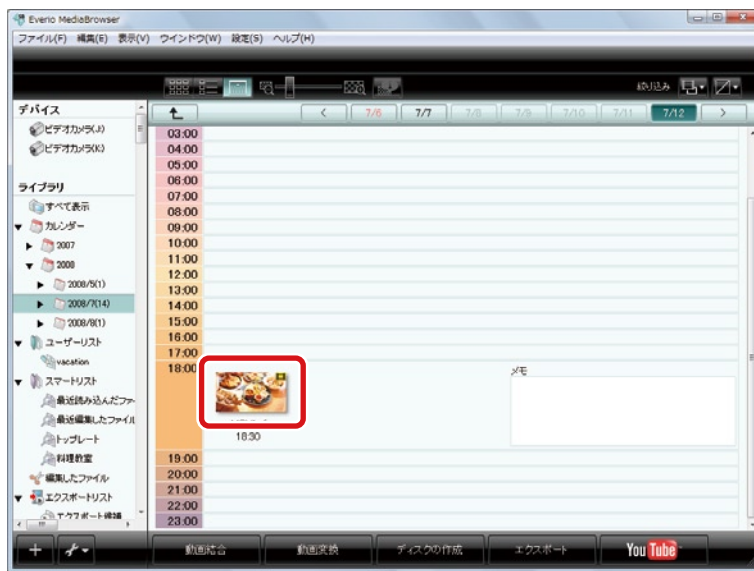 Everio MediaBrowser
ファイル(F) 編集(E) 表示(V) ウインドウ(W) 設定(S) ヘルプ(H)
絞り込み
デバイス
ビデオカメラ(J)
ビデオカメラ(K)
ライブラリ
すべて表示
カレンダー
2007
2008
2008/5(1)
2008/7(14)
2008/8(1)
ユーザーリスト
vacation
スマートリスト
最近読み込んだファ
最近編集したファイル
トップレート
料理教室
編集したファイル
エクスポートリスト
エクスポート候補
< 7/6 7/7 7/8 7/9 7/10 7/11 7/12 >
03:00
04:00
05:00
06:00
07:00
08:00
09:00
10:00
11:00
12:00
13:00
14:00
15:00
16:00
17:00
18:00
メモ
18:30
19:00
20:00
21:00
22:00
23:00
動画結合 動画変換 ディスクの作成 エクスポート YouTube